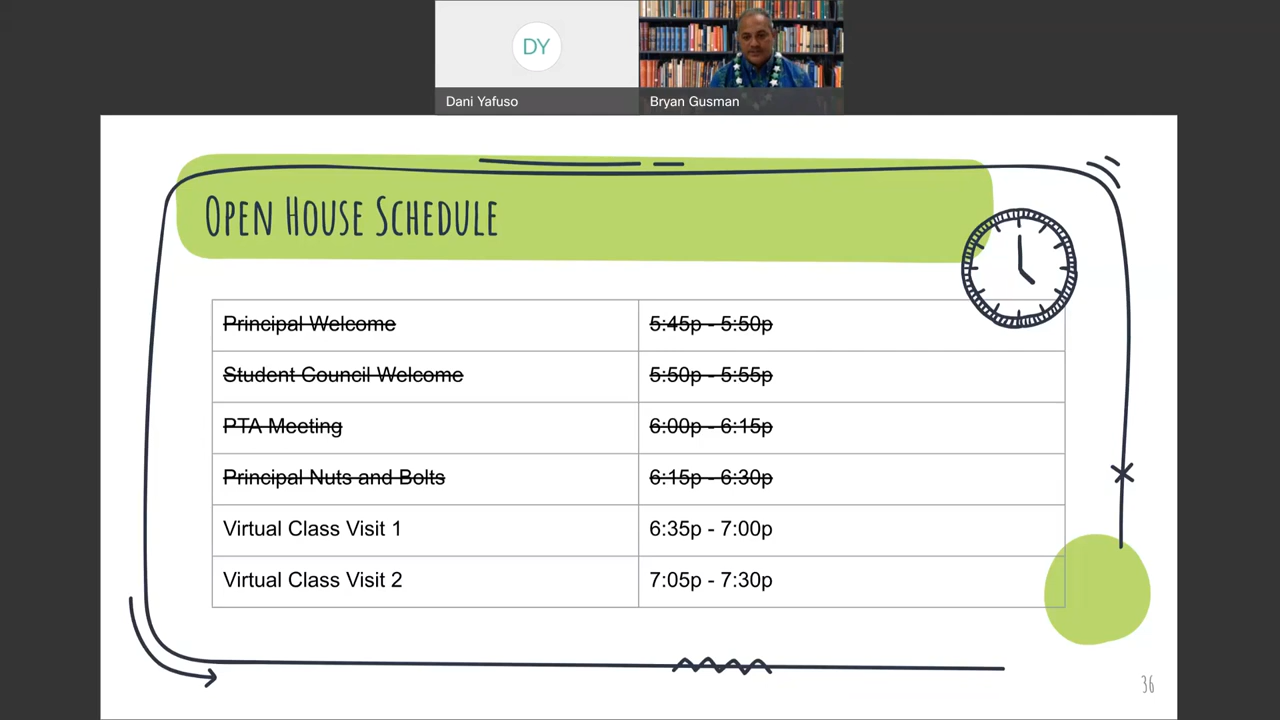 DY
Dani Yafuso
Bryan Gusman
Open House Schedule
Principal Welcome 5:45p - 5:50p
Student Council Welcome 5:50p - 5:55p
PTA Meeting 6:00p - 6:15p
Principal Nuts and Bolts 6:15p - 6:30p
Virtual Class Visit 1 6:35p - 7:00p
Virtual Class Visit 2 7:05p - 7:30p
36